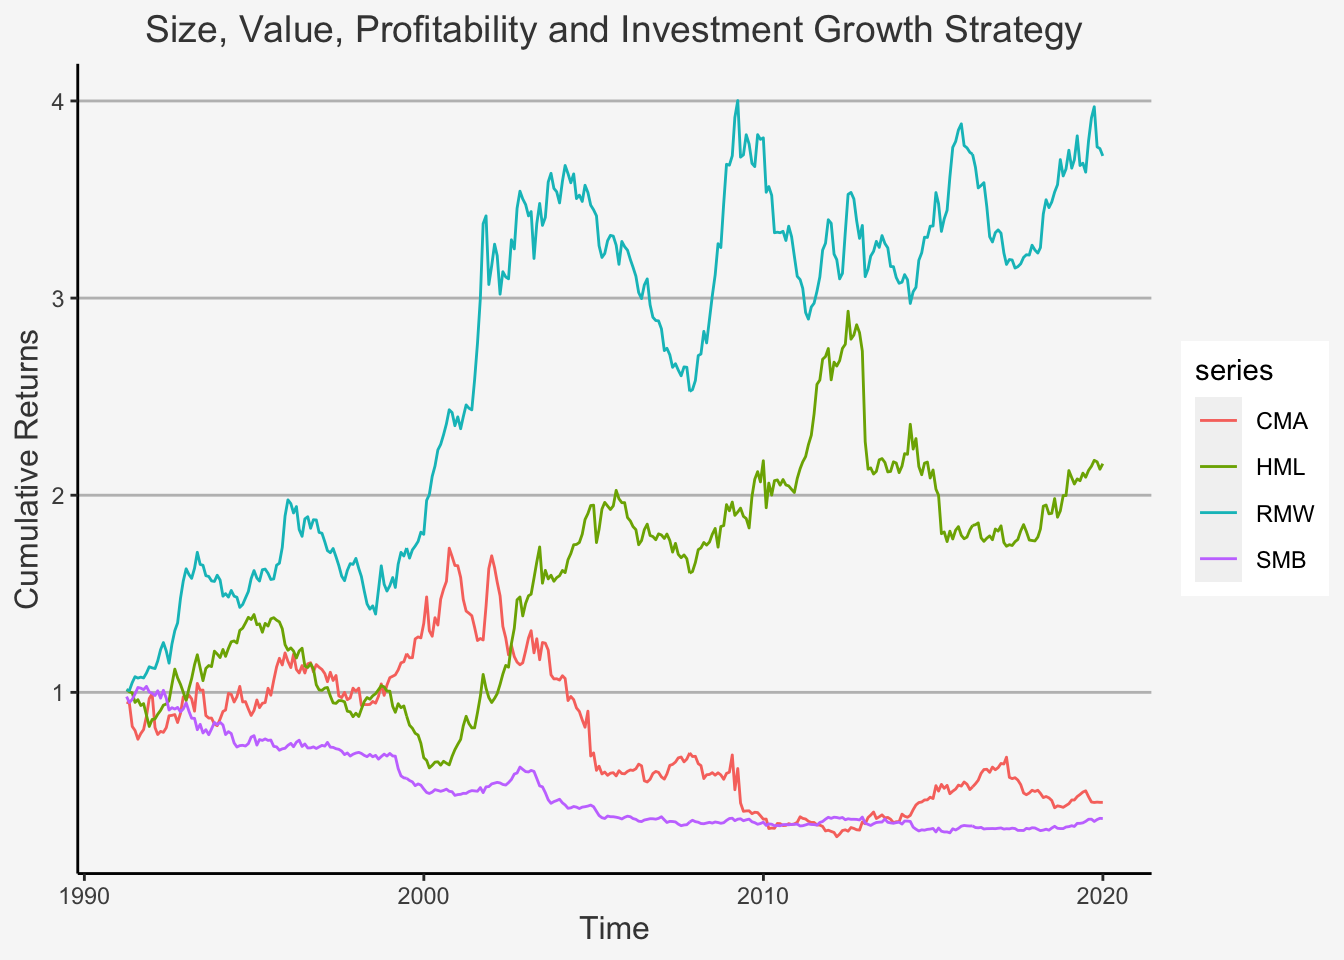 Size, Value, Profitability and Investment Growth Strategy
Cumulative Returns
4
3
2
1
1990
2000
2010
2020
Time
series
CMA
HML
RMW
SMB